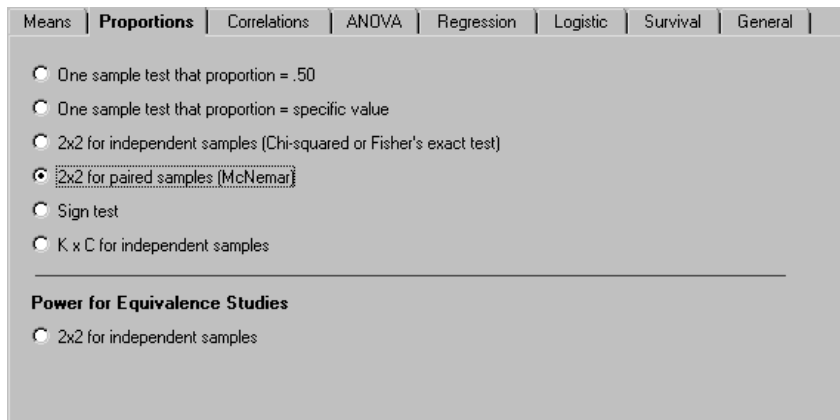 Means Proportions Correlations ANOVA Regression Logistic Survival General
One sample test that proportion = .50
One sample test that proportion = specific value
2x2 for independent samples (Chi-squared or Fisher's exact test)
2x2 for paired samples (McNemar)
Sign test
K x C for independent samples
Power for Equivalence Studies
2x2 for independent samples